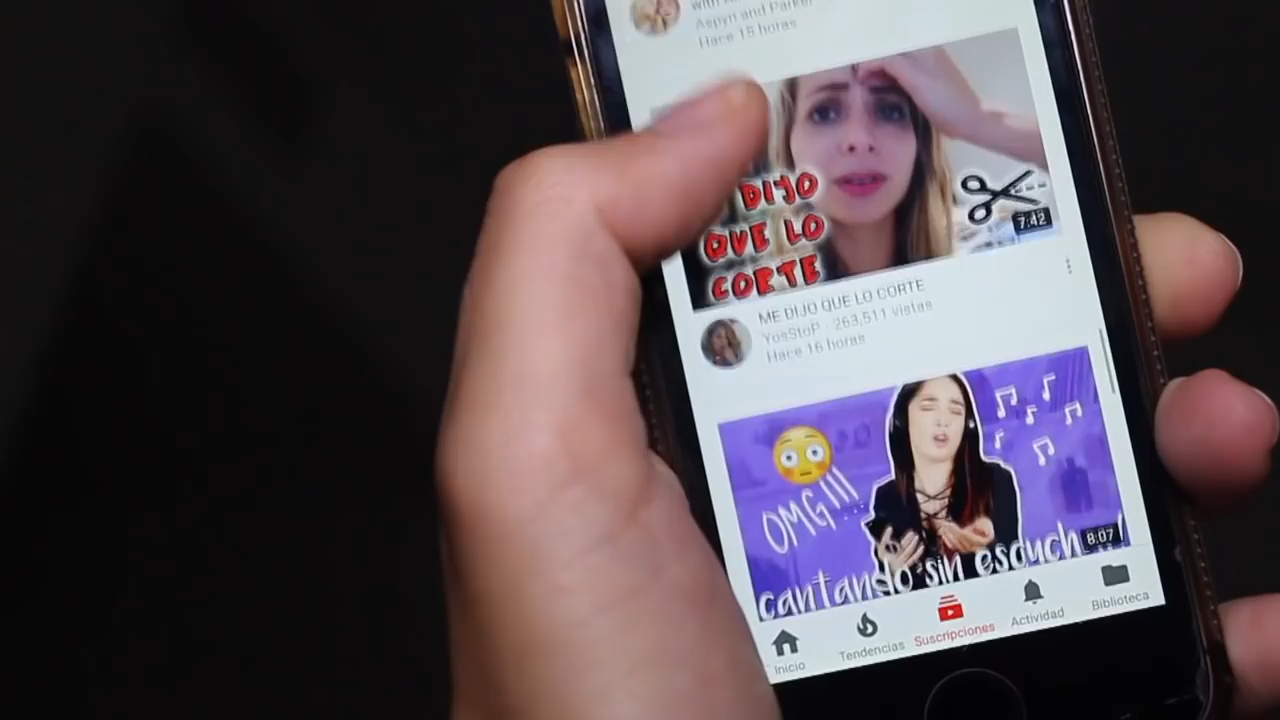 with
Aspyn and Parker
Hace 15 horas
DIJO
QUE LO
CORTE
7:42
ME DIJO QUE LO CORTE
YosStoP · 263,511 vistas
Hace 16 horas
OMG!!!
cantando sin escuch
8:07
Inicio
Tendencias
Suscripciones
Actividad
Biblioteca